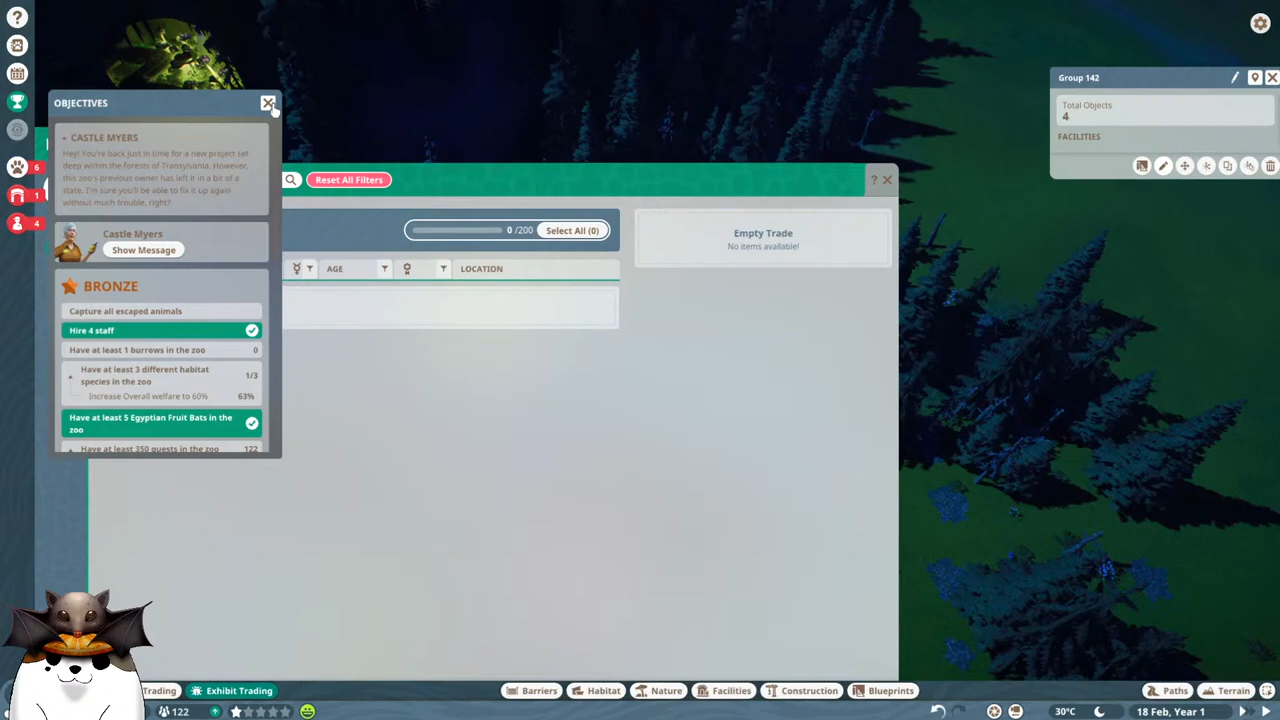 OBJECTIVES
CASTLE MYERS
Hey! You're back just in time for a new project set
deep within the forests of Transylvania. However,
this zoo's previous owner has left it in a bit of a
state. I'm sure you'll be able to fix it up again
without much trouble, right?
Castle Myers
Show Message
BRONZE
Capture all escaped animals
Hire 4 staff
Have at least 1 burrows in the zoo 0
Have at least 3 different habitat
species in the zoo 1/3
Increase Overall welfare to 60% 63%
Have at least 5 Egyptian Fruit Bats in the
zoo
Have at least 350 guests in the zoo 122
6
1
4
Reset All Filters
?
0 /200 Select All (0)
AGE LOCATION
Empty Trade
No items available!
Group 142
Total Objects
4
FACILITIES
Trading Exhibit Trading Barriers Habitat Nature Facilities Construction Blueprints Paths Terrain
122 30°C 18 Feb, Year 1